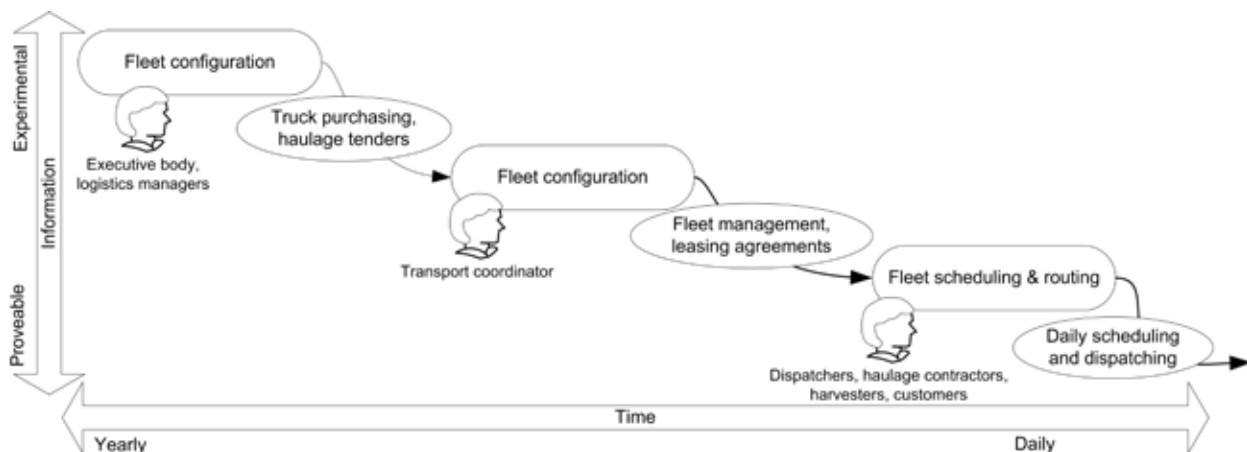 Experimental
Information
Proveable
Fleet configuration
Executive body,
logistics managers
Truck purchasing,
haulage tenders
Fleet configuration
Transport coordinator
Fleet management,
leasing agreements
Fleet scheduling & routing
Dispatchers, haulage contractors,
harvesters, customers
Daily scheduling
and dispatching
Time
Yearly
Daily